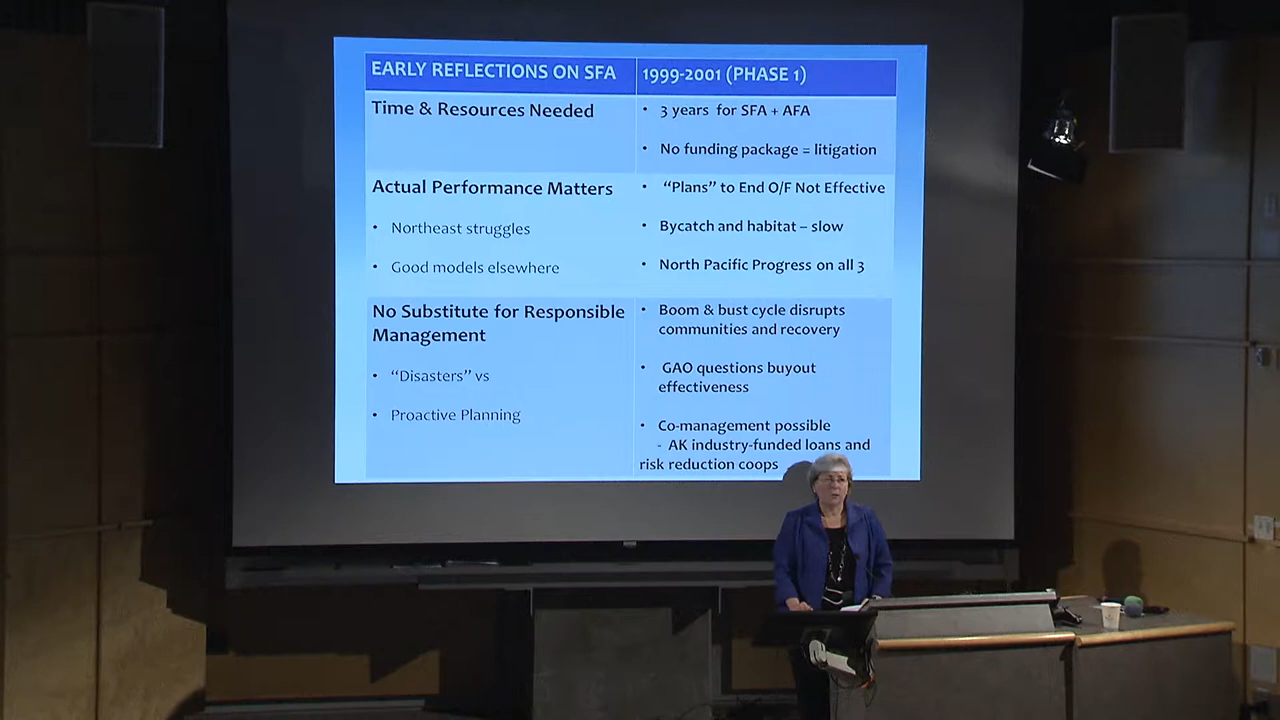 EARLY REFLECTIONS ON SFA
1999-2001 (PHASE 1)
Time & Resources Needed
• 3 years for SFA + AFA
• No funding package = litigation
Actual Performance Matters
• Northeast struggles
• Good models elsewhere
• “Plans” to End O/F Not Effective
• Bycatch and habitat – slow
• North Pacific Progress on all 3
No Substitute for Responsible
Management
• “Disasters” vs
• Proactive Planning
• Boom & bust cycle disrupts
communities and recovery
• GAO questions buyout
effectiveness
• Co-management possible
- AK industry-funded loans and
risk reduction coops